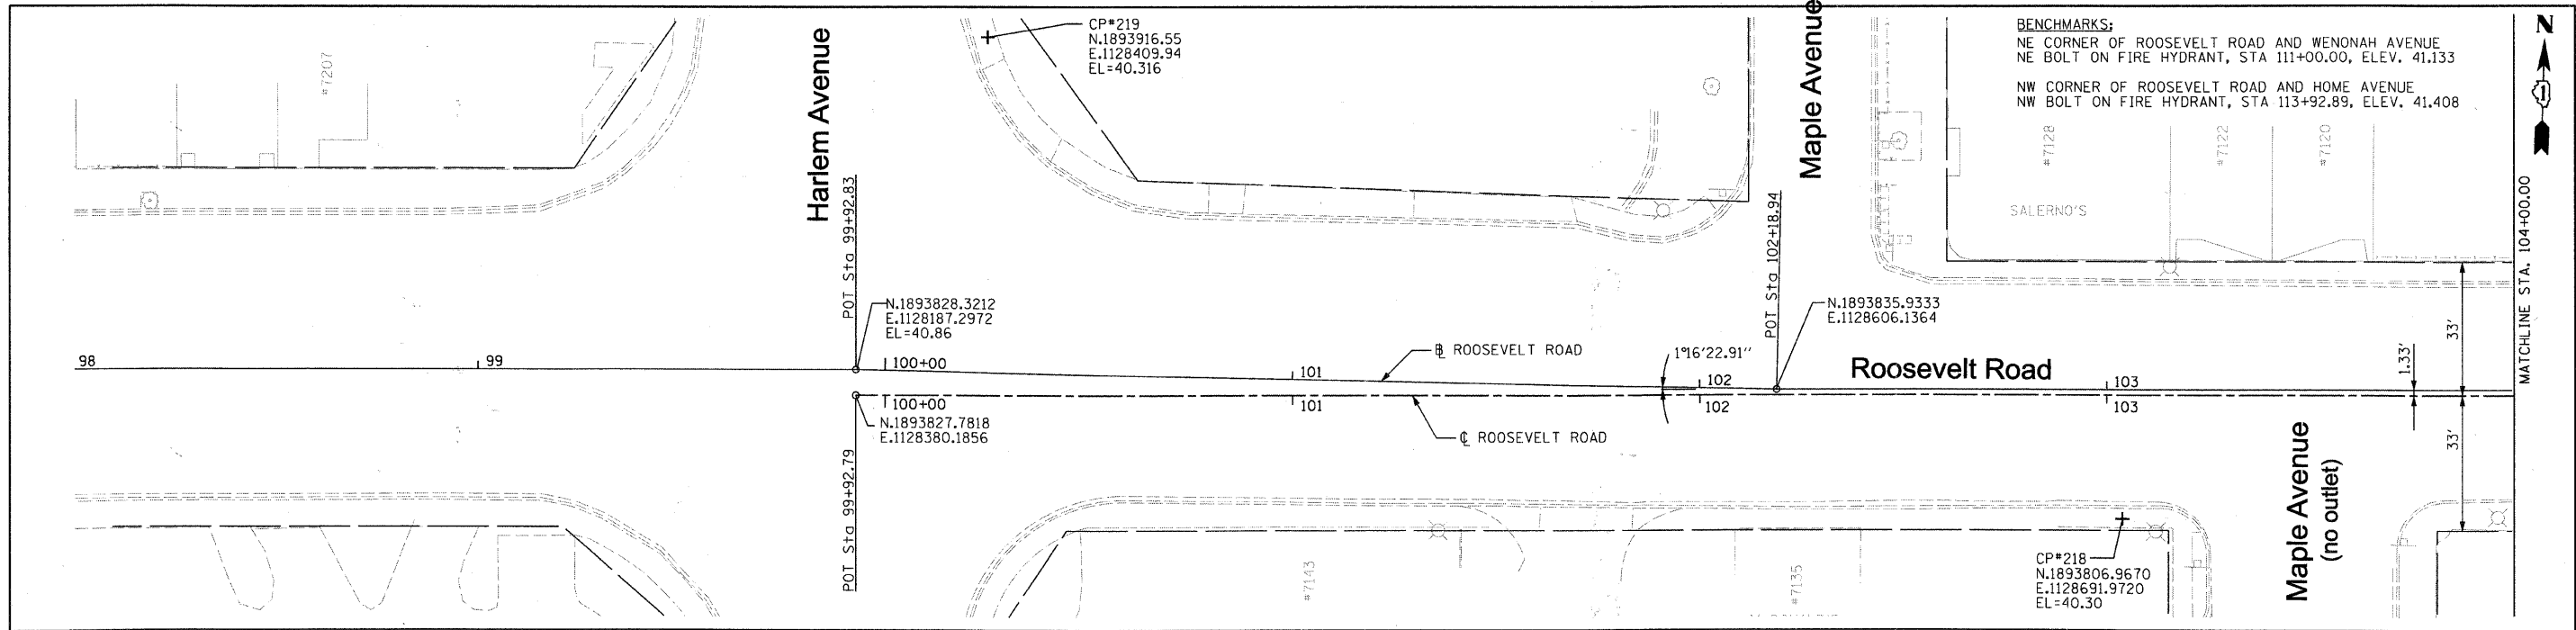 #7207
Harlem Avenue
CP#219
N.1893916.55
E.1128409.94
EL=40.316
Maple Avenue
BENCHMARKS:
NE CORNER OF ROOSEVELT ROAD AND WENONAH AVENUE
NE BOLT ON FIRE HYDRANT, STA 111+00.00, ELEV. 41.133
NW CORNER OF ROOSEVELT ROAD AND HOME AVENUE
NW BOLT ON FIRE HYDRANT, STA 113+92.89, ELEV. 41.408
N
1
#7128
#7122
#7120
SALERNO'S
POT Sta 99+92.83
POT Sta 102+18.94
MATCHLINE STA. 104+00.00
N.1893828.3212
E.1128187.2972
EL=40.86
N.1893835.9333
E.1128606.1364
98
99
100+00
101
102
103
℄ ROOSEVELT ROAD
1°16'22.91"
Roosevelt Road
1.33'
33'
100+00
101
102
103
N.1893827.7818
E.1128380.1856
℄ ROOSEVELT ROAD
33'
POT Sta 99+92.79
Maple Avenue
(no outlet)
#7143
#7135
CP#218
N.1893806.9670
E.1128691.9720
EL=40.30